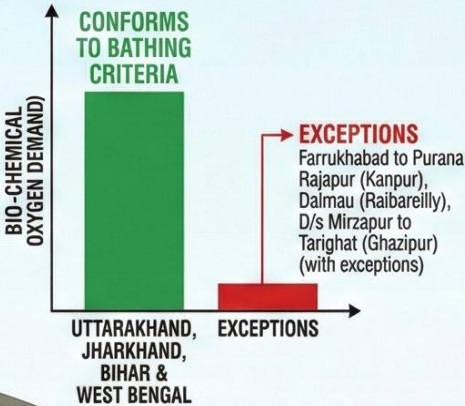 CONFORMS
TO BATHING
CRITERIA
BIO-CHEMICAL
OXYGEN DEMAND)
EXCEPTIONS
Farrukhabad to Purana
Rajapur (Kanpur),
Dalmau (Raibareilly),
D/s Mirzapur to
Tarighat (Ghazipur)
(with exceptions)
UTTARAKHAND,
JHARKHAND,
BIHAR &
WEST BENGAL
EXCEPTIONS